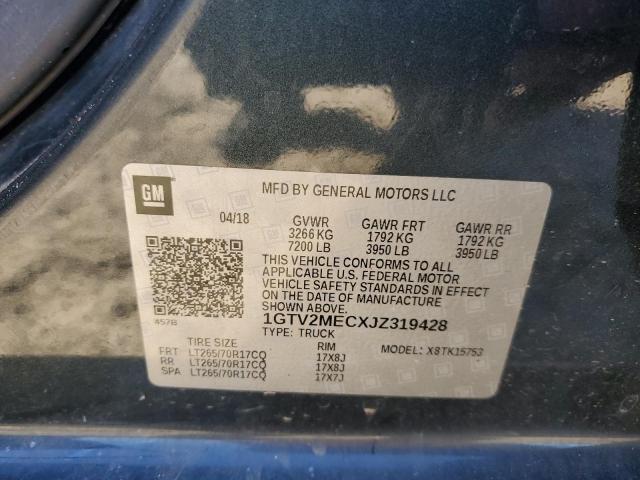 GM
MFD BY GENERAL MOTORS LLC
04/18 GVWR GAWR FRT GAWR RR
3266 KG 1792 KG 1792 KG
7200 LB 3950 LB 3950 LB
THIS VEHICLE CONFORMS TO ALL
APPLICABLE U.S. FEDERAL MOTOR
VEHICLE SAFETY STANDARDS IN
EFFECT ON THE DATE OF MANUFACTURE
SHOWN ABOVE.
1GTV2MECXJZ319428
457B
TYPE: TRUCK
MODEL: X8TK15753
TIRE SIZE RIM
FRT LT265/70R17CQ 17X8J
RR LT265/70R17CQ 17X8J
SPA LT265/70R17CQ 17X7J